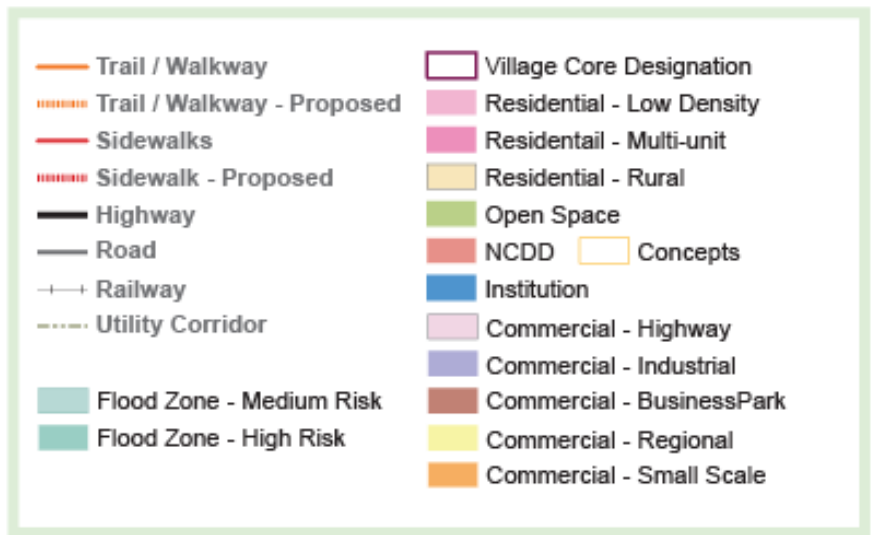 Trail / Walkway
Trail / Walkway - Proposed
Sidewalks
Sidewalk - Proposed
Highway
Road
Railway
Utility Corridor
Flood Zone - Medium Risk
Flood Zone - High Risk
Village Core Designation
Residential - Low Density
Residentail - Multi-unit
Residential - Rural
Open Space
NCDD Concepts
Institution
Commercial - Highway
Commercial - Industrial
Commercial - BusinessPark
Commercial - Regional
Commercial - Small Scale